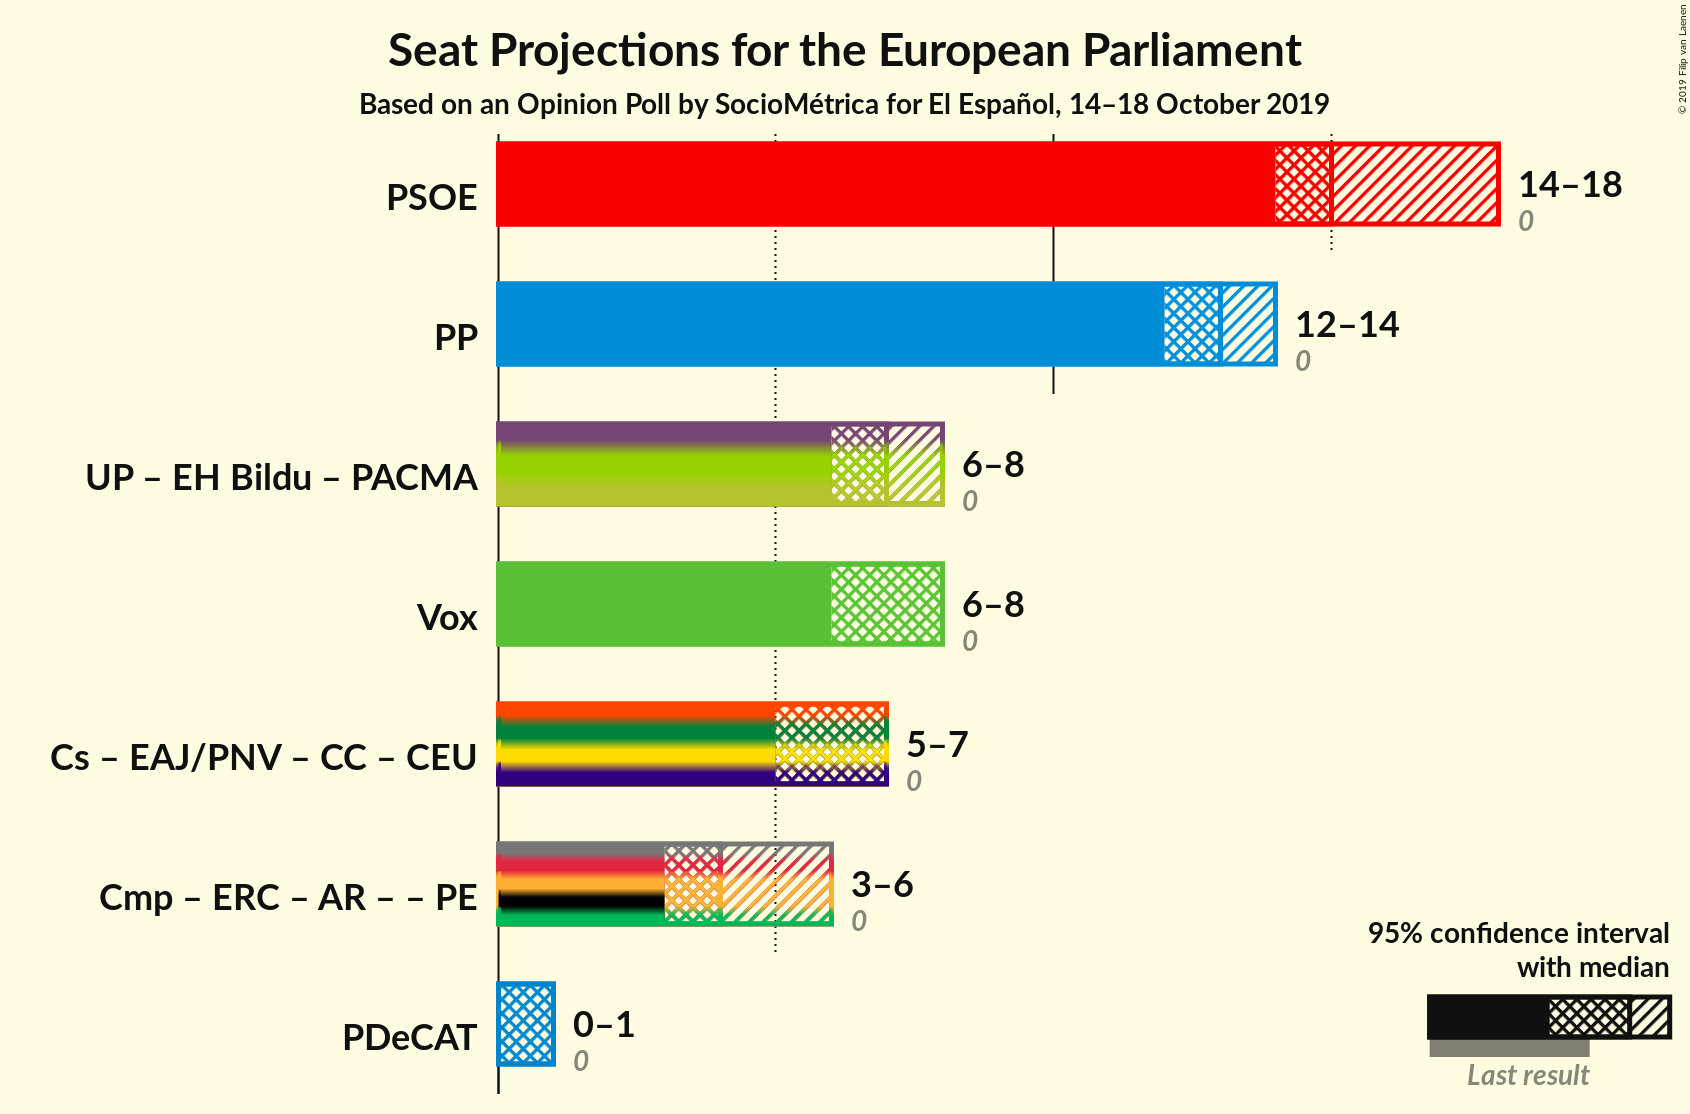 Seat Projections for the European Parliament
Based on an Opinion Poll by SocioMétrica for El Español, 14–18 October 2019
© 2019 Filip van Laenen
PSOE
14–18
0
PP
12–14
0
UP – EH Bildu – PACMA
6–8
0
Vox
6–8
0
Cs – EAJ/PNV – CC – CEU
5–7
0
Cmp – ERC – AR – – PE
3–6
0
PDeCAT
0–1
0
95% confidence interval
with median
Last result